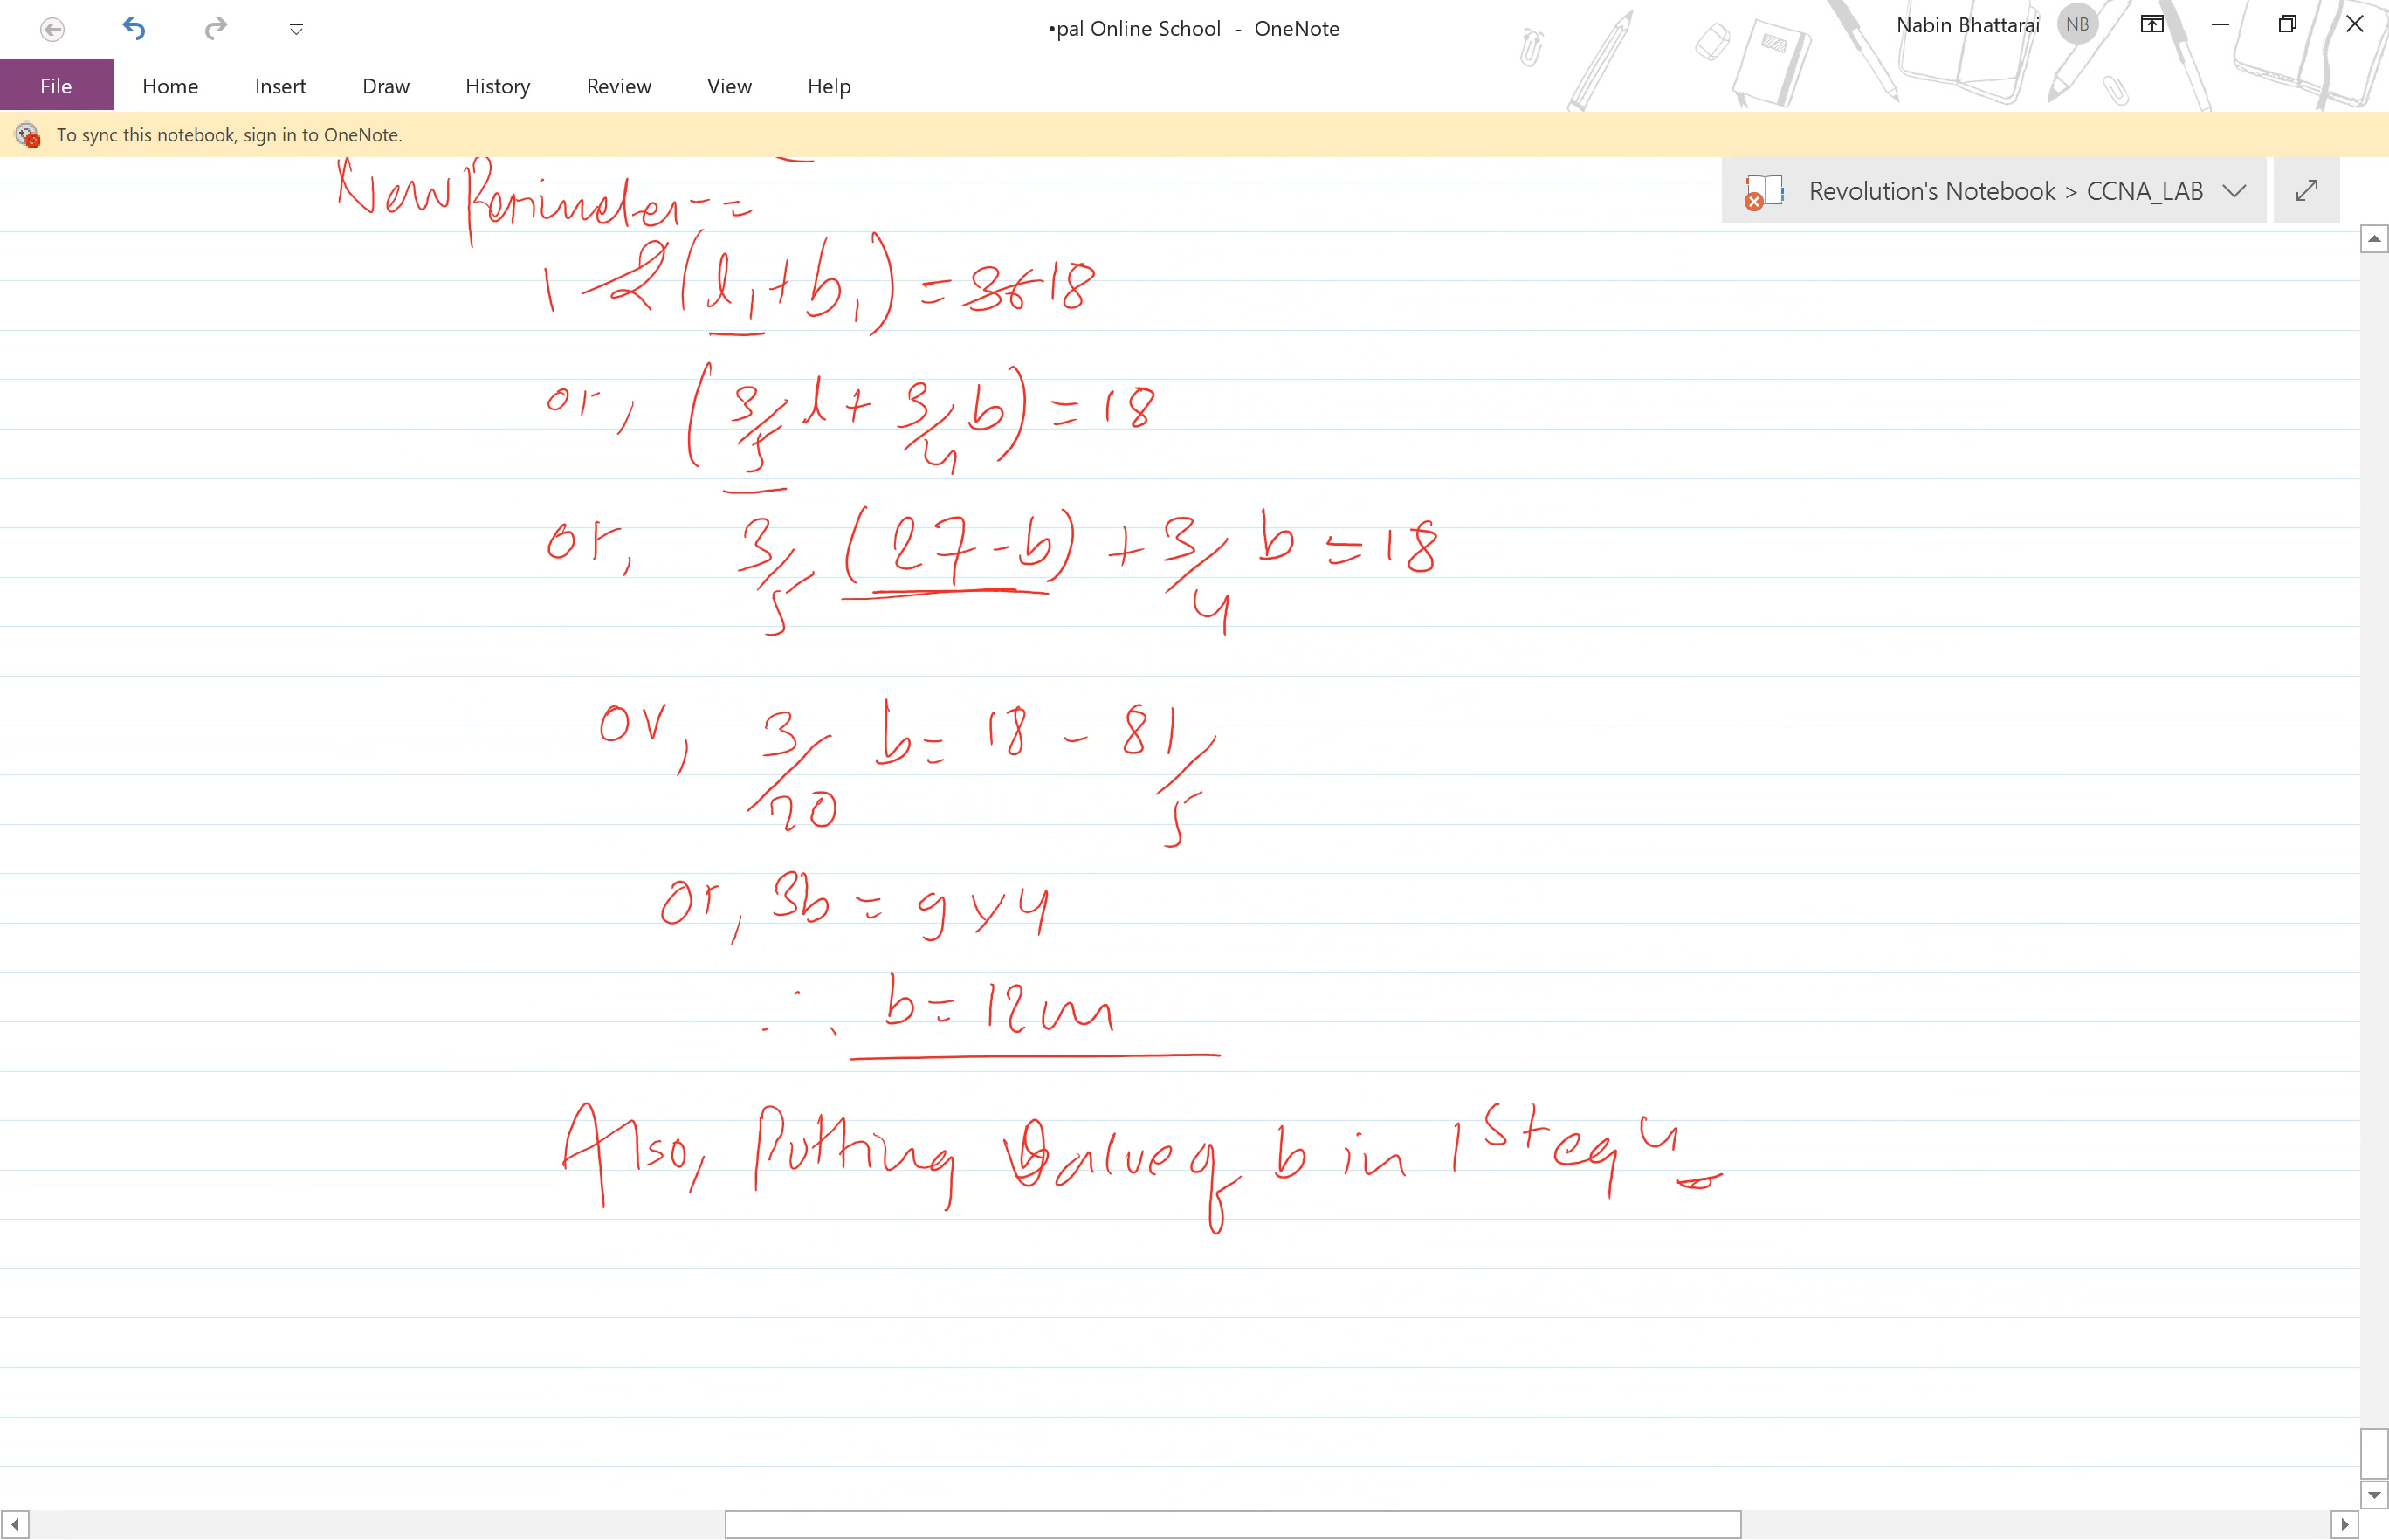 •pal Online School - OneNote
Nabin Bhattarai NB
File Home Insert Draw History Review View Help
To sync this notebook, sign in to OneNote.
Revolution's Notebook > CCNA_LAB
New Perimeter =
1 2(l₁+b₁) = 36 18
or, (3/5 l + 3/4 b) = 18
or, 3/5 (27-b) + 3/4 b = 18
or, 3/20 b = 18 - 81/5
or, 3b = 9×4
∴ b = 12m
Also, Putting Value of b in 1st eqn